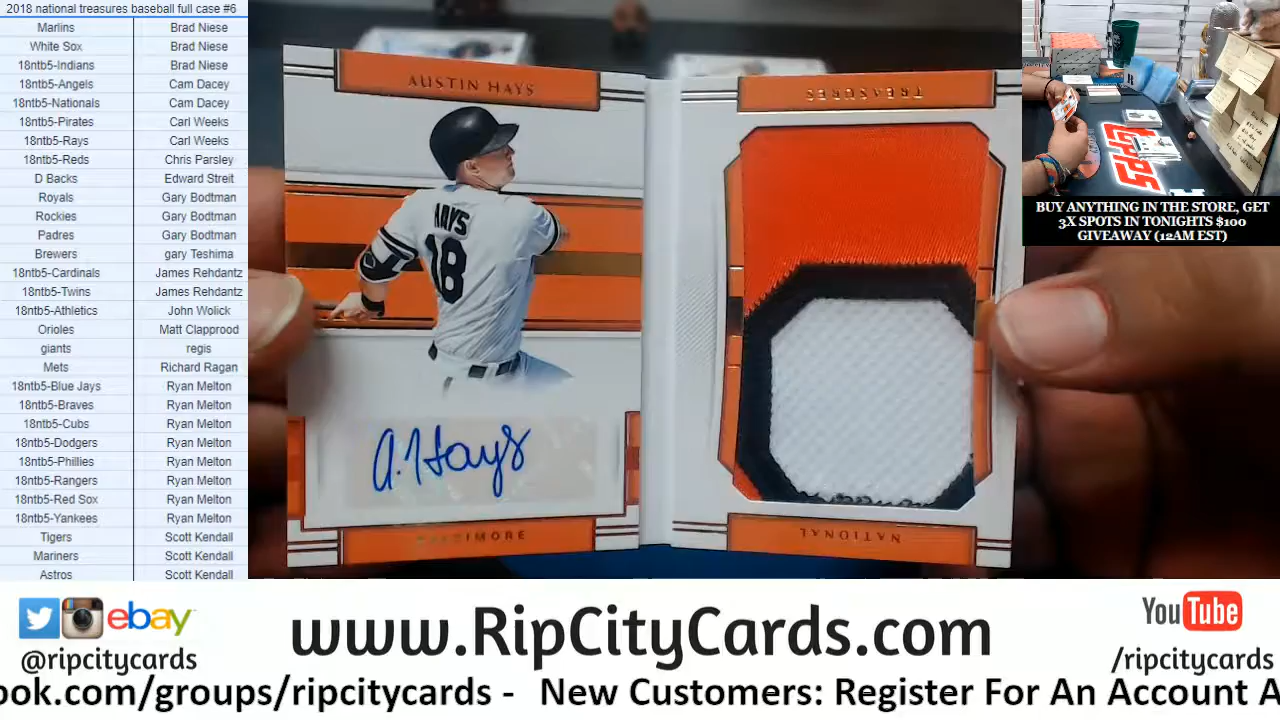 2018 national treasures baseball full case #6
Marlins Brad Niese
White Sox Brad Niese
18ntb5-Indians Brad Niese
18ntb5-Angels Cam Dacey
18ntb5-Nationals Cam Dacey
18ntb5-Pirates Carl Weeks
18ntb5-Rays Carl Weeks
18ntb5-Reds Chris Parsley
D Backs Edward Streit
Royals Gary Bodtman
Rockies Gary Bodtman
Padres Gary Bodtman
Brewers gary Teshima
18ntb5-Cardinals James Rehdantz
18ntb5-Twins James Rehdantz
18ntb5-Athletics John Wolick
Orioles Matt Clapprood
giants regis
Mets Richard Ragan
18ntb5-Blue Jays Ryan Melton
18ntb5-Braves Ryan Melton
18ntb5-Cubs Ryan Melton
18ntb5-Dodgers Ryan Melton
18ntb5-Phillies Ryan Melton
18ntb5-Rangers Ryan Melton
18ntb5-Red Sox Ryan Melton
18ntb5-Yankees Ryan Melton
Tigers Scott Kendall
Mariners Scott Kendall
Astros Scott Kendall
AUSTIN HAYS
HAYS
18
A. Hays
BALTIMORE
TREASURES
NATIONAL
TOPPS
BUY ANYTHING IN THE STORE, GET
3X SPOTS IN TONIGHTS $100
GIVEAWAY (12AM EST)
ebay
@ripcitycards
www.RipCityCards.com
YouTube
/ripcitycards
ook.com/groups/ripcitycards - New Customers: Register For An Account A